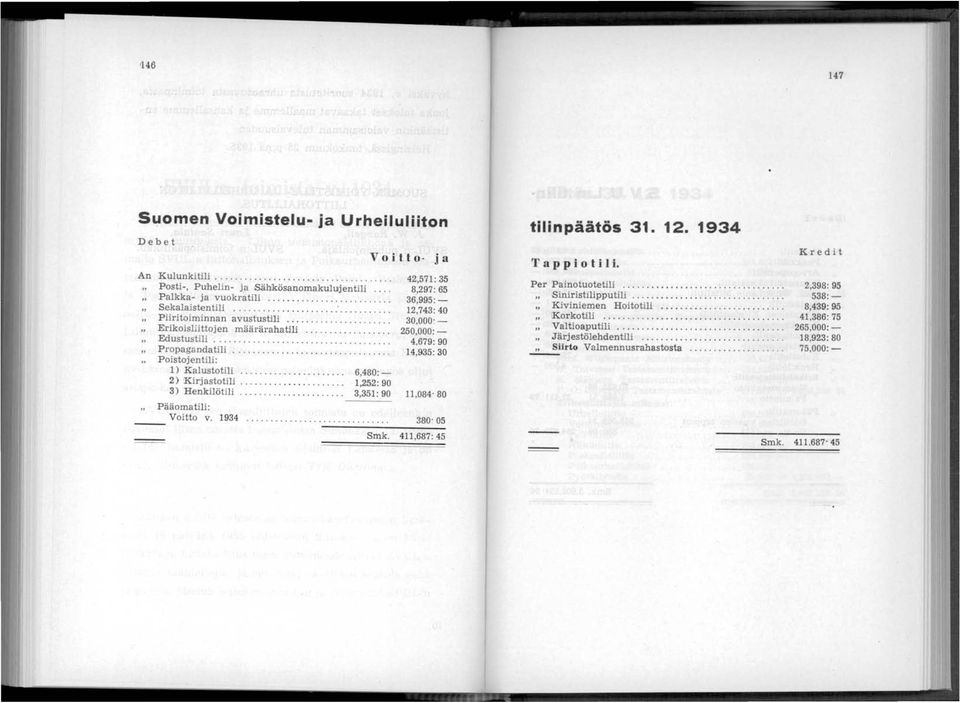 146
Suomen Voimistelu- ja Urheiluliiton
Debet
Voitto- ja
An Kulunkitili 42,571: 35
„ Posti-, Puhelin- ja Sähkösanomakulujentili .... 8,297: 65
„ Palkka- ja vuokratili 36,995: —
„ Sekalaistentili 12,743: 40
„ Piiritoiminnan avustustili 30,000: —
„ Erikoisliittojen määrärahatili 250,000: —
„ Edustustili 4,679: 90
„ Propagandatili 14,935: 30
„ Poistojentili:
1) Kalustotili 6,480: —
2) Kirjastotili 1,252: 90
3) Henkilötili 3,351: 90 11,084· 80
„ Pääomatili:
Voitto v. 1934 380· 05
Smk. 411,687: 45
147
tilinpäätös 31. 12. 1934
Kredit
Tappiotili.
Per Painotuotetili 2,398: 95
„ Siniristilipputili 538: —
„ Kiviniemen Hoitotili 8,439: 95
„ Korkotili 41,386: 75
„ Valtioaputili 265,000: —
„ Järjestölehdentili 18,923: 80
„ Siirto Valmennusrahastosta 75,000: —
Smk. 411.687· 45